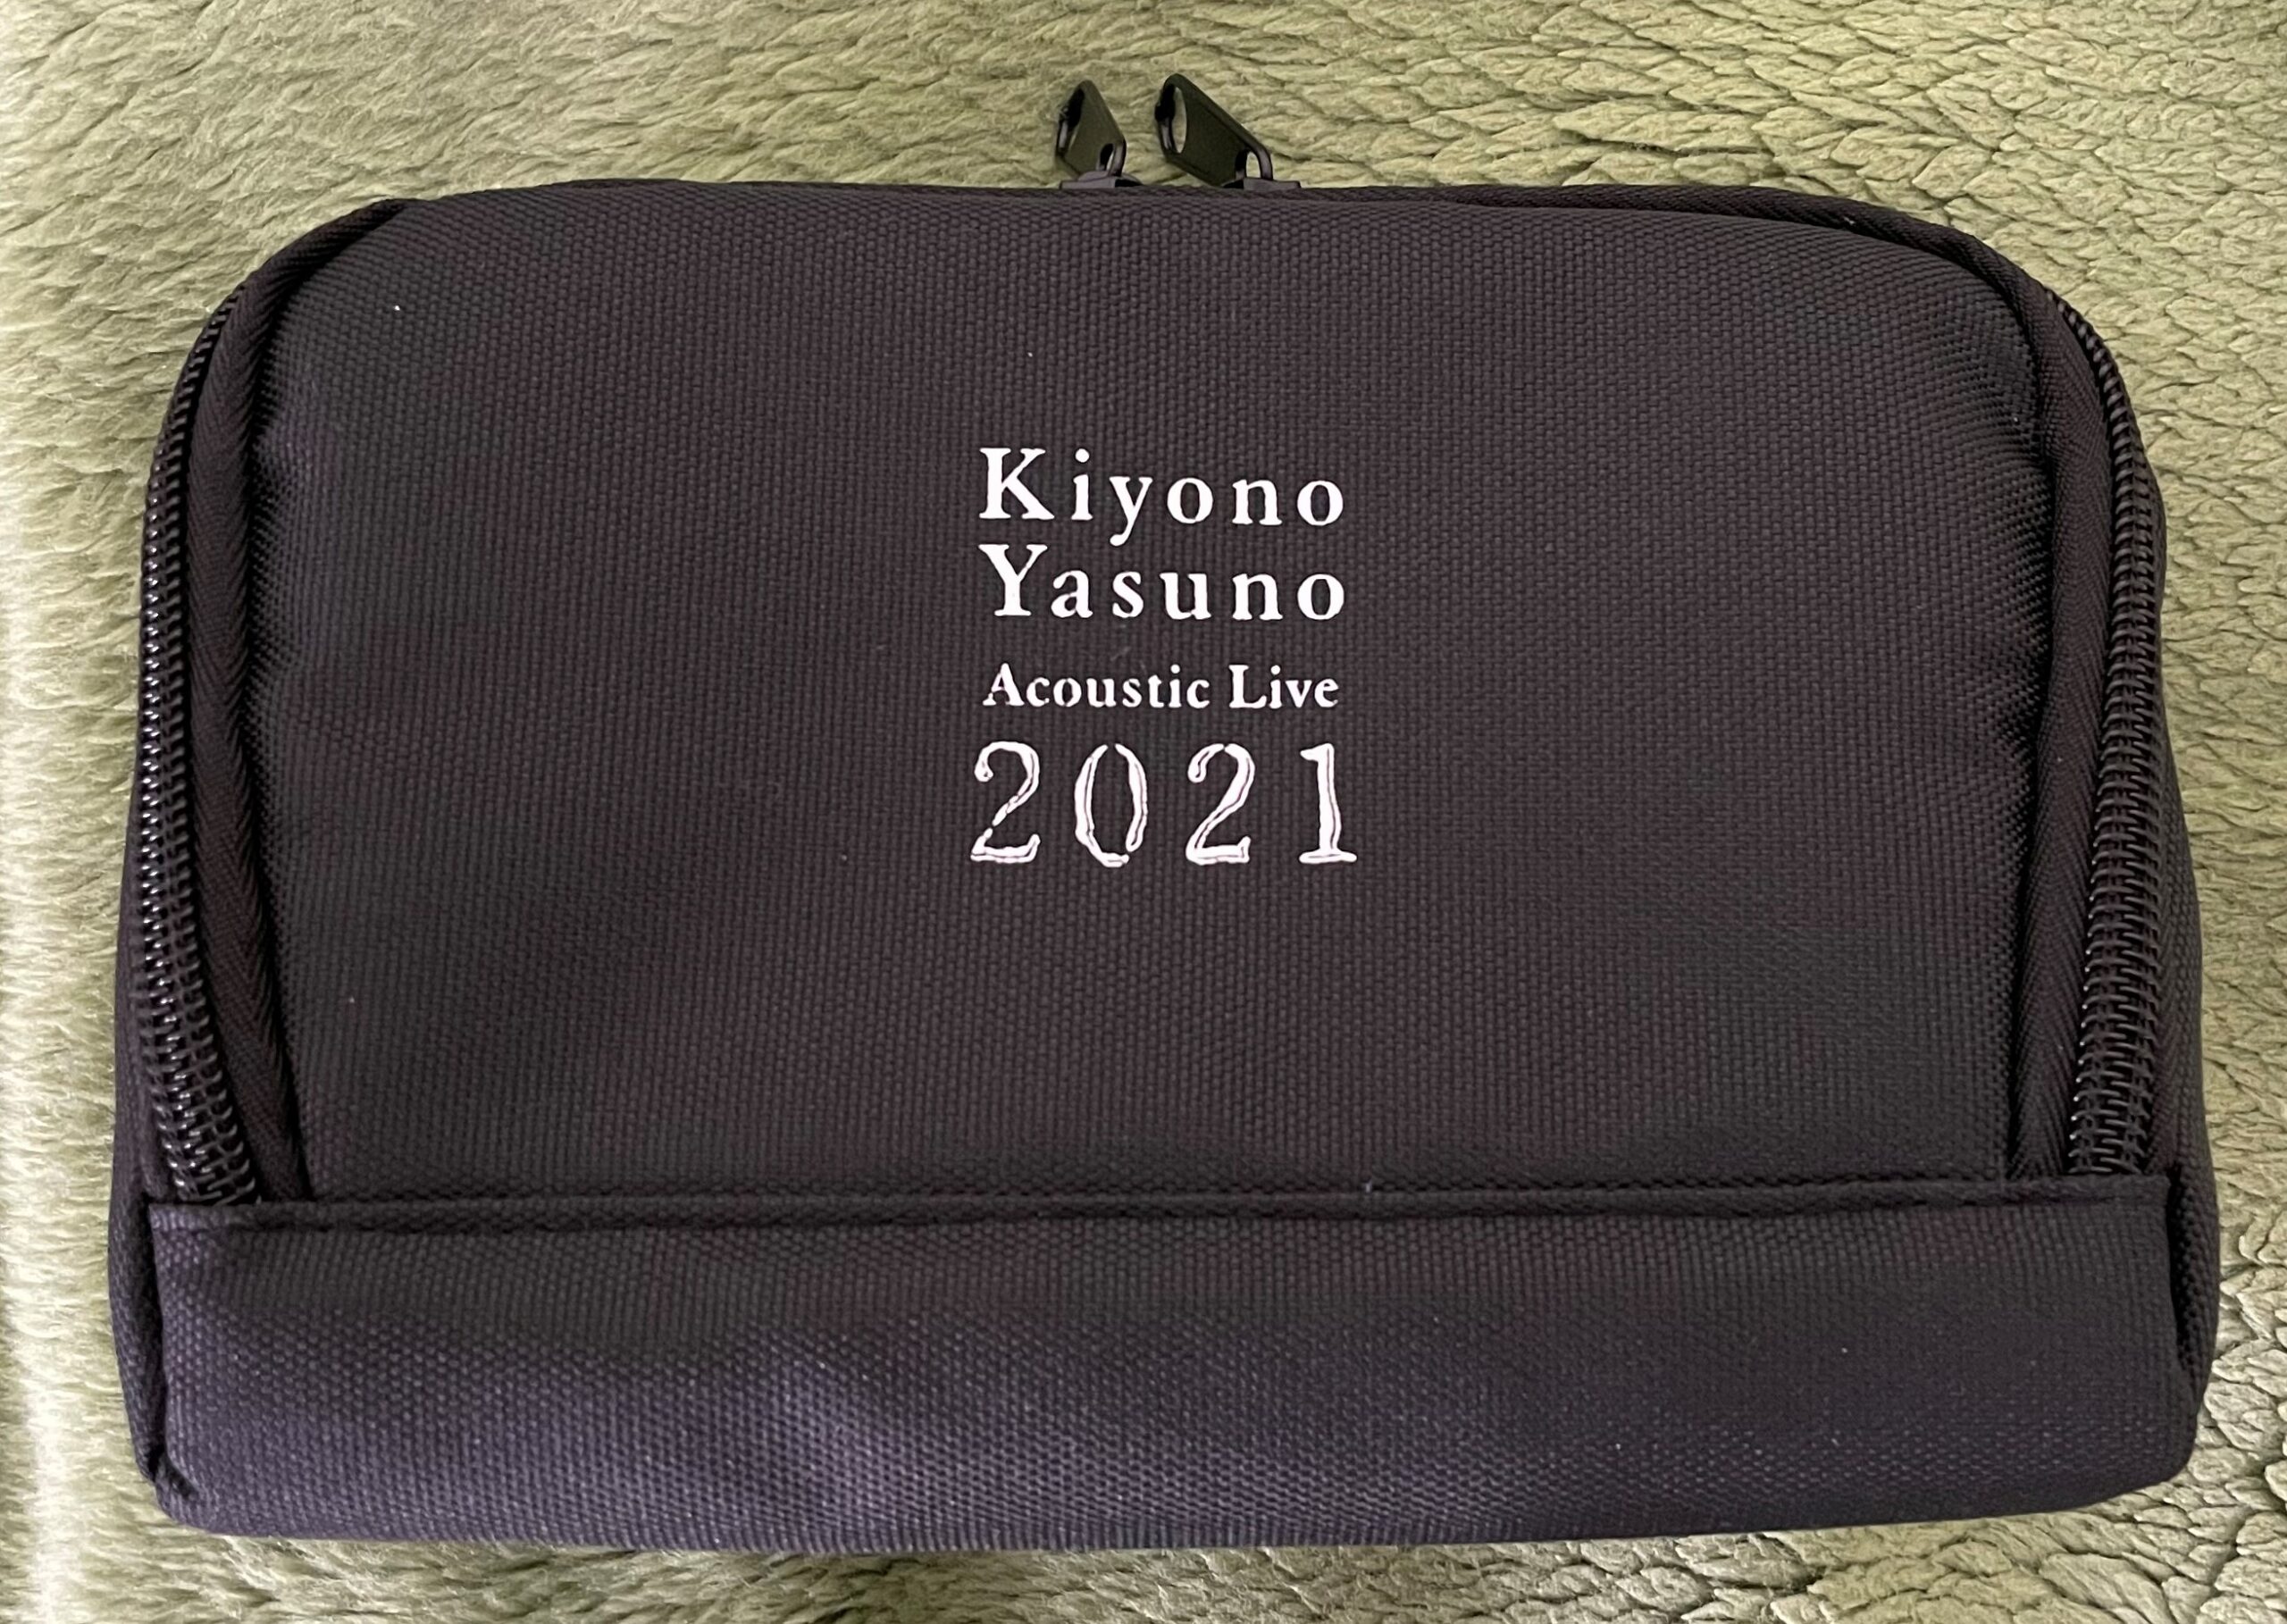 Kiyono
Yasuno
Acoustic Live
2021